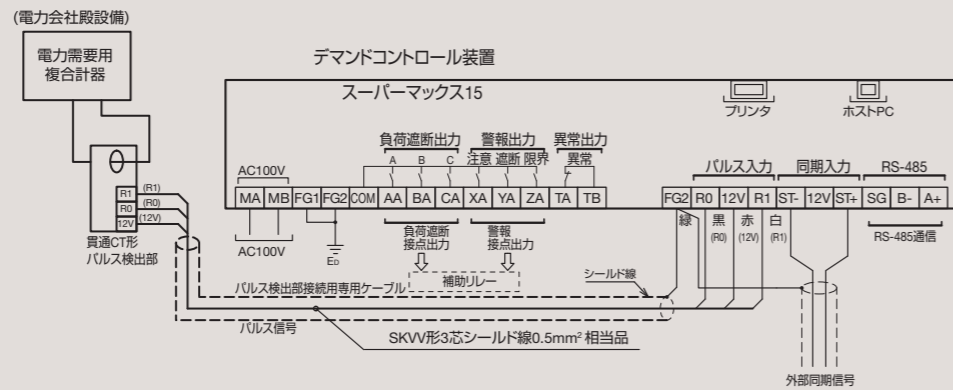 (電力会社殿設備)
電力需要用
複合計器
デマンドコントロール装置
スーパーマックス15
プリンタ
ホストPC
負荷遮断出力
警報出力
異常出力
A B C 注意 遮断 限界 異常
パルス入力 同期入力 RS-485
AC100V
MA MB FG1 FG2 COM AA BA CA XA YA ZA TA TB
FG2 R0 12V R1 ST- 12V ST+ SG B- A+
緑 黒 赤 白
(R0) (12V) (R1)
RS-485通信
R1 (R1)
R0 (R0)
12V (12V)
貫通CT形
パルス検出部
AC100V
ED
負荷遮断
接点出力
警報
接点出力
補助リレー
シールド線
パルス検出部接続用専用ケーブル
パルス信号
SKVV形3芯シールド線0.5mm²相当品
外部同期信号